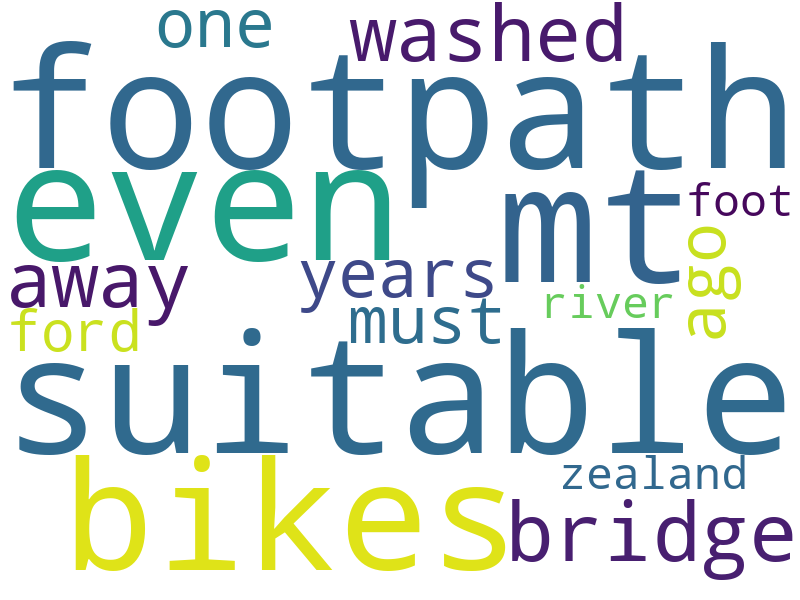 one washed
footpath
even mt foot
away years ago
ford must river
suitable
bikes zealand
bridge